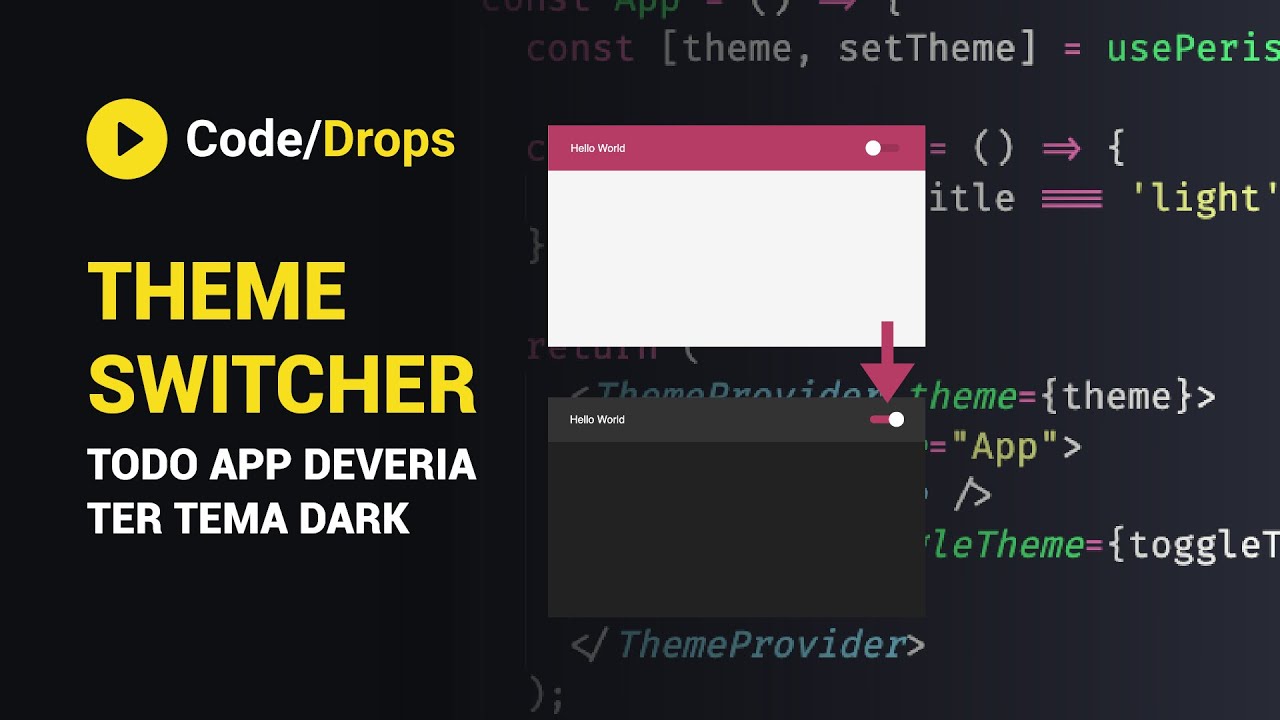 Code/Drops
THEME
SWITCHER
TODO APP DEVERIA
TER TEMA DARK
const App = () => {
const [theme, setTheme] = usePeris
= () => {
itle === 'light'
}
return (
<ThemeProvider theme={theme}>
="App">
/>
gleTheme={toggleT
</ThemeProvider>
);
Hello World
Hello World